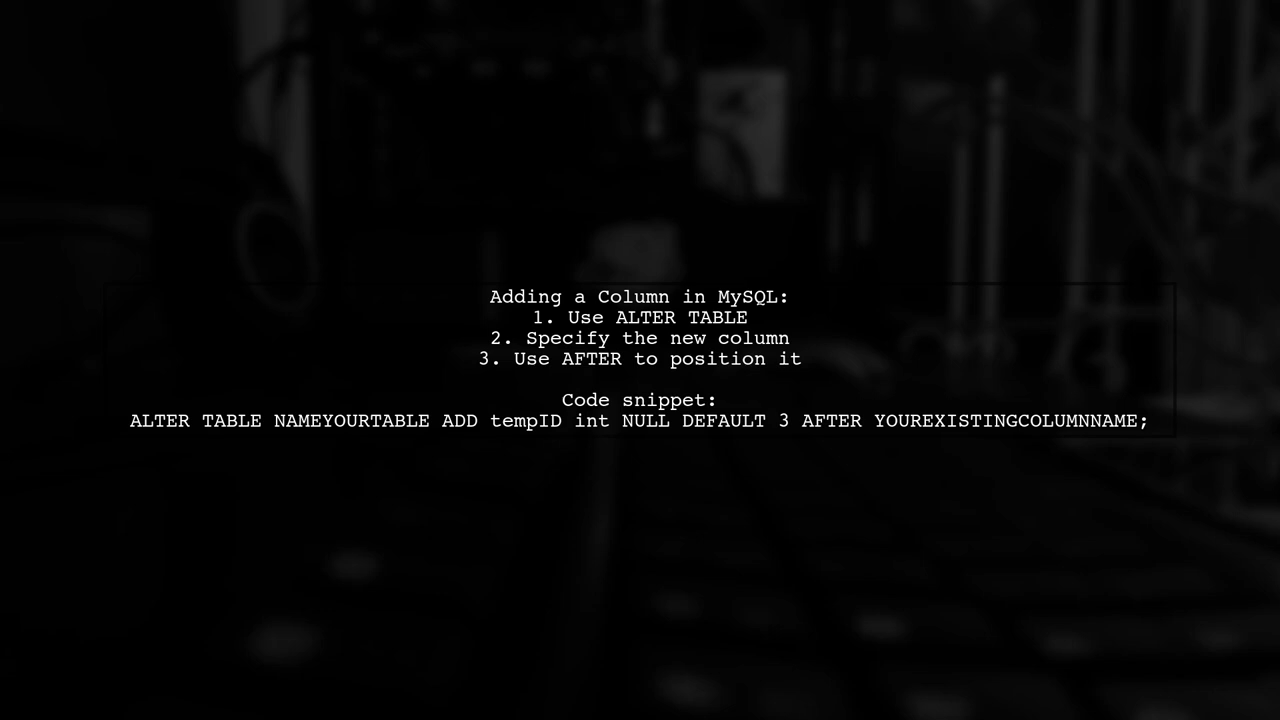 Adding a Column in MySQL:
1. Use ALTER TABLE
2. Specify the new column
3. Use AFTER to position it
Code snippet:
ALTER TABLE NAMEYOURTABLE ADD tempID int NULL DEFAULT 3 AFTER YOUREXISTINGCOLUMNNAME;